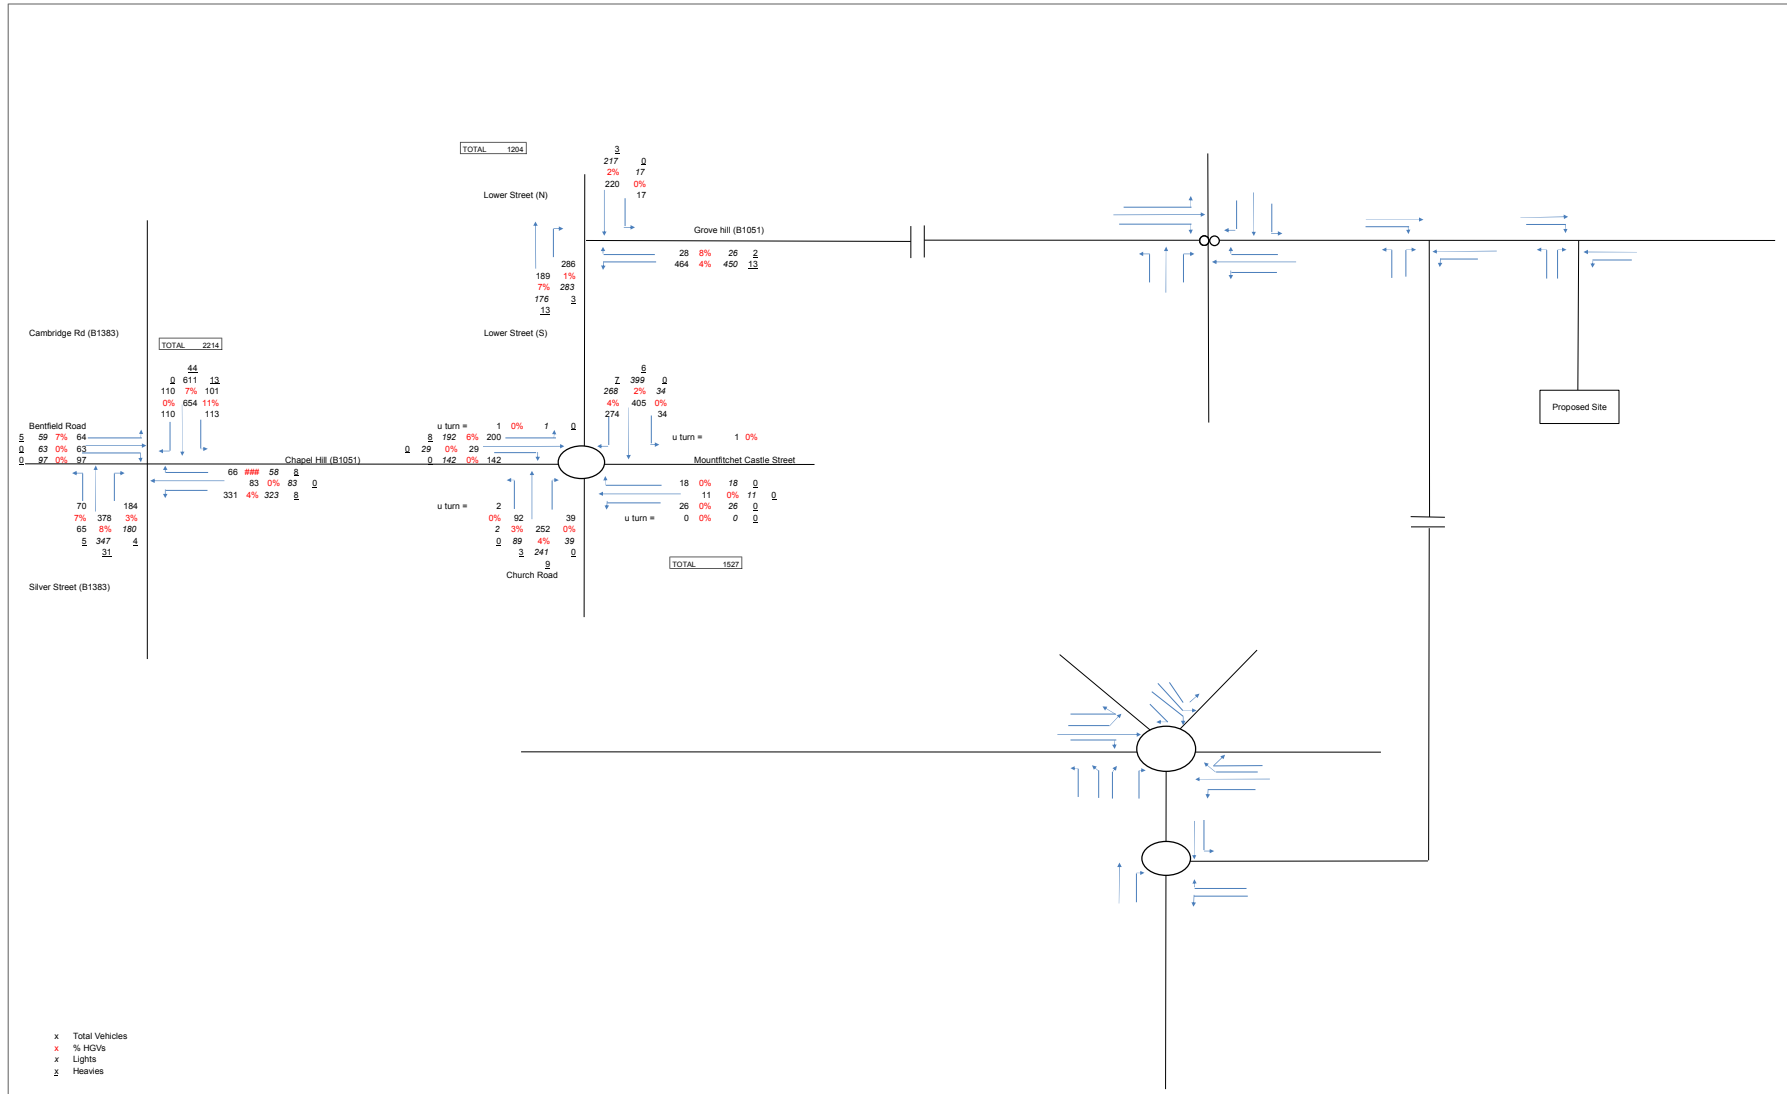 TOTAL 1204
3
217 0
2% 17
220 0%
17
Lower Street (N)
Grove hill (B1051)
28 8% 26 2
464 4% 450 13
286
189 1%
7% 283
176 3
13
Lower Street (S)
Cambridge Rd (B1383)
TOTAL 2214
44
0 611 13
110 7% 101
0% 654 11%
110 113
Bentfield Road
5 59 7% 64
0 63 0% 63
0 97 0% 97
Chapel Hill (B1051)
66 ### 58 8
83 0% 83 0
331 4% 323 8
70 184
7% 378 3%
65 8% 180
5 347 4
31
Silver Street (B1383)
6
7 399 0
268 2% 34
4% 405 0%
274 34
u turn = 1 0% 1 0
8 192 6% 200
0 29 0% 29
0 142 0% 142
u turn = 1 0%
Mountfitchet Castle Street
18 0% 18 0
11 0% 11 0
26 0% 26 0
u turn = 0 0% 0 0
u turn = 2
0% 92 39
2 3% 252 0%
0 89 4% 39
3 241 0
9
Church Road
TOTAL 1527
Proposed Site
x Total Vehicles
x % HGVs
x Lights
x Heavies